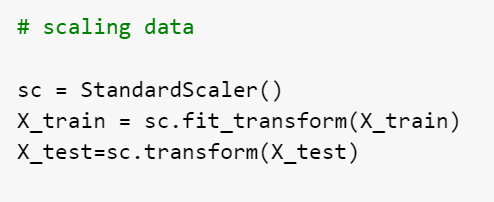 # scaling data
sc = StandardScaler()
X_train = sc.fit_transform(X_train)
X_test=sc.transform(X_test)